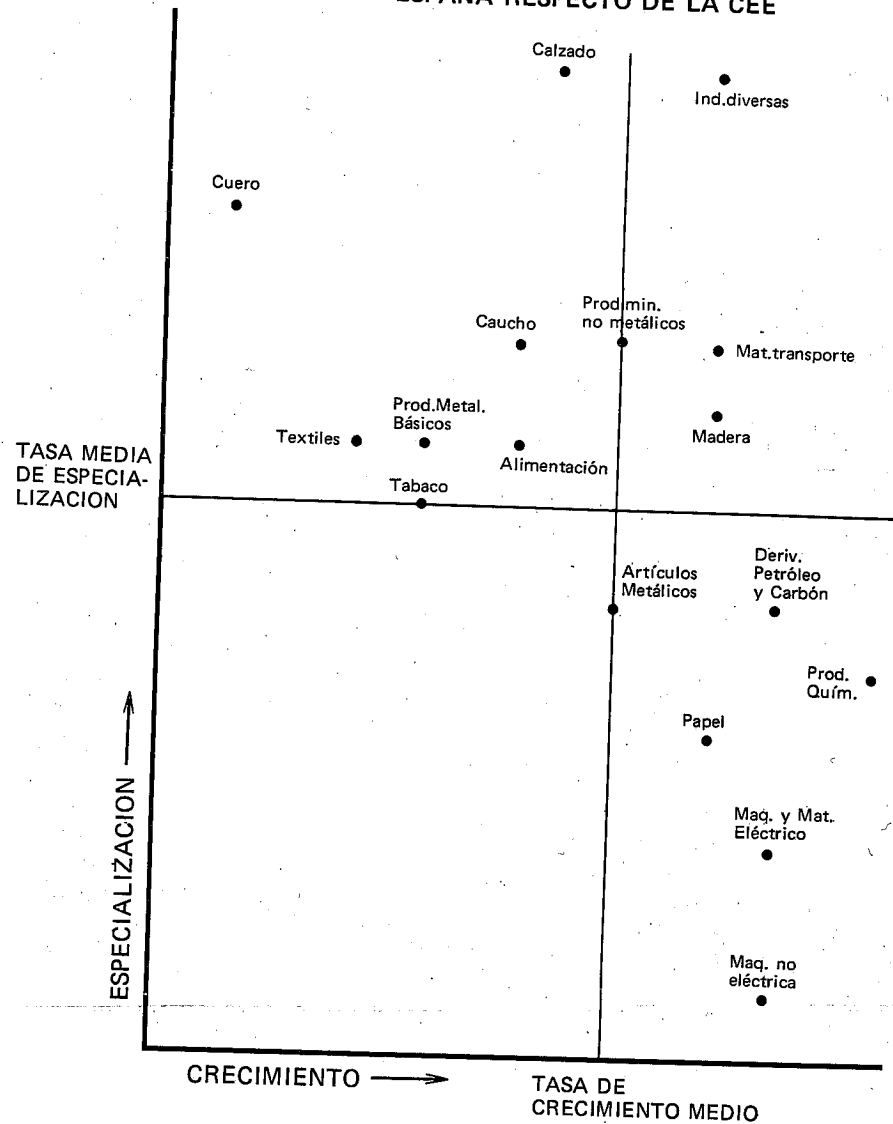 ESPAÑA RESPECTO DE LA CEE
Calzado
Ind.diversas
Cuero
Prod.min.
no metálicos
Caucho
Mat.transporte
Prod.Metal.
Básicos
Textiles
Madera
Alimentación
TASA MEDIA
DE ESPECIA-
LIZACION
Tabaco
Deriv.
Petróleo
y Carbón
Artículos
Metálicos
Prod.
Quím.
Papel
Maq. y Mat.
Eléctrico
ESPECIALIZACION
Maq. no
eléctrica
CRECIMIENTO
TASA DE
CRECIMIENTO MEDIO